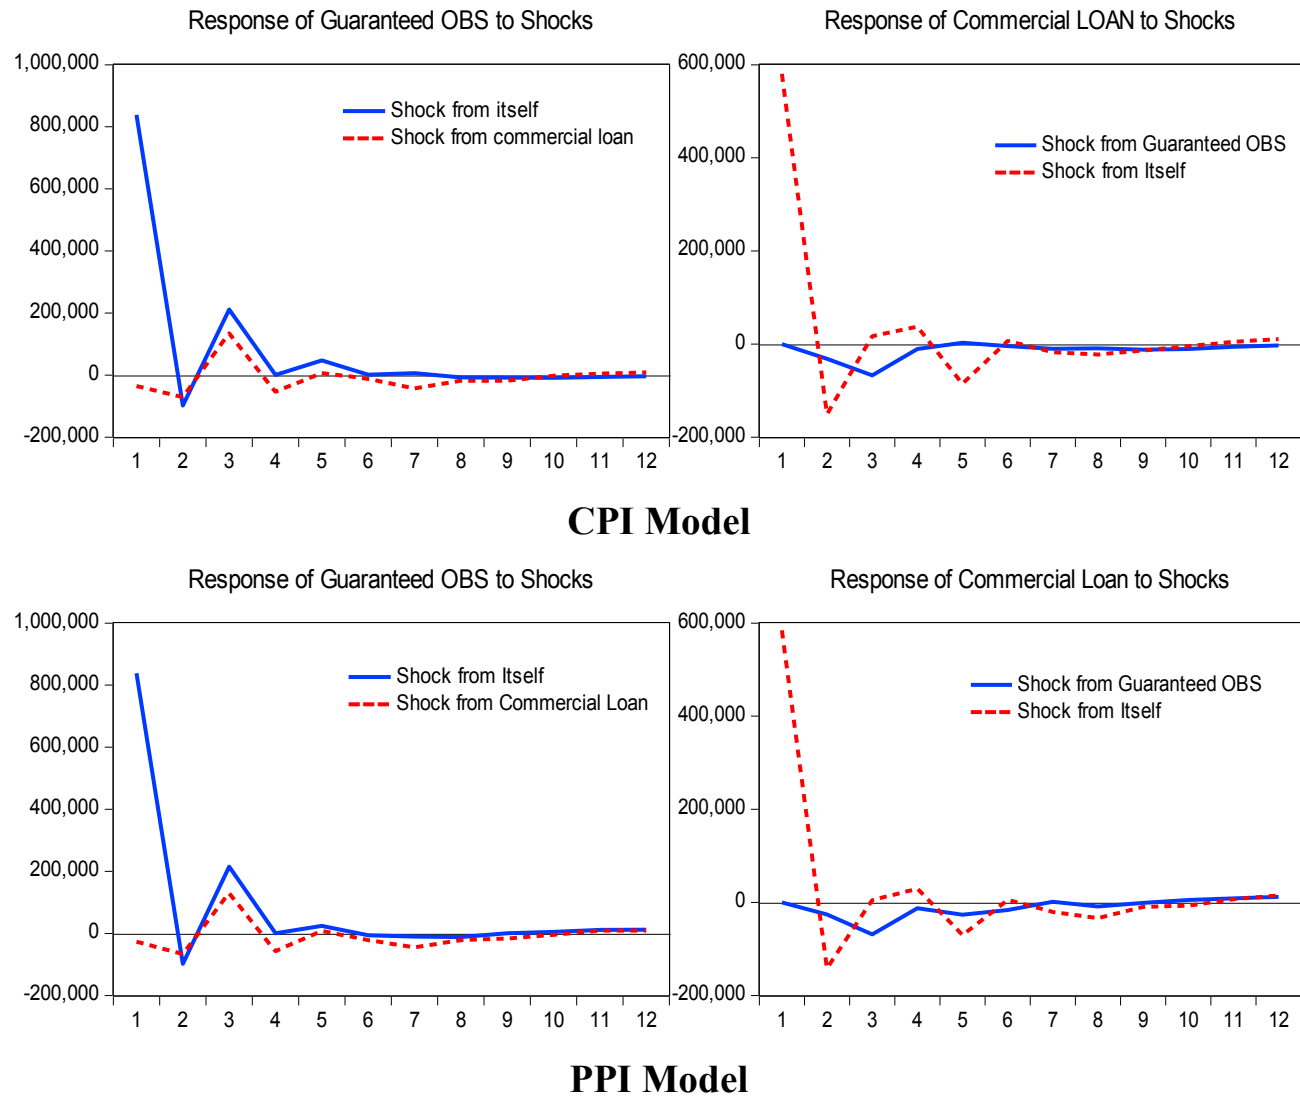 Response of Guaranteed OBS to Shocks
1,000,000
800,000
600,000
400,000
200,000
0
-200,000
Shock from itself
Shock from commercial loan
1 2 3 4 5 6 7 8 9 10 11 12
Response of Commercial LOAN to Shocks
600,000
400,000
200,000
0
-200,000
Shock from Guaranteed OBS
Shock from Itself
1 2 3 4 5 6 7 8 9 10 11 12
CPI Model
Response of Guaranteed OBS to Shocks
1,000,000
800,000
600,000
400,000
200,000
0
-200,000
Shock from Itself
Shock from Commercial Loan
1 2 3 4 5 6 7 8 9 10 11 12
Response of Commercial Loan to Shocks
600,000
400,000
200,000
0
-200,000
Shock from Guaranteed OBS
Shock from Itself
1 2 3 4 5 6 7 8 9 10 11 12
PPI Model